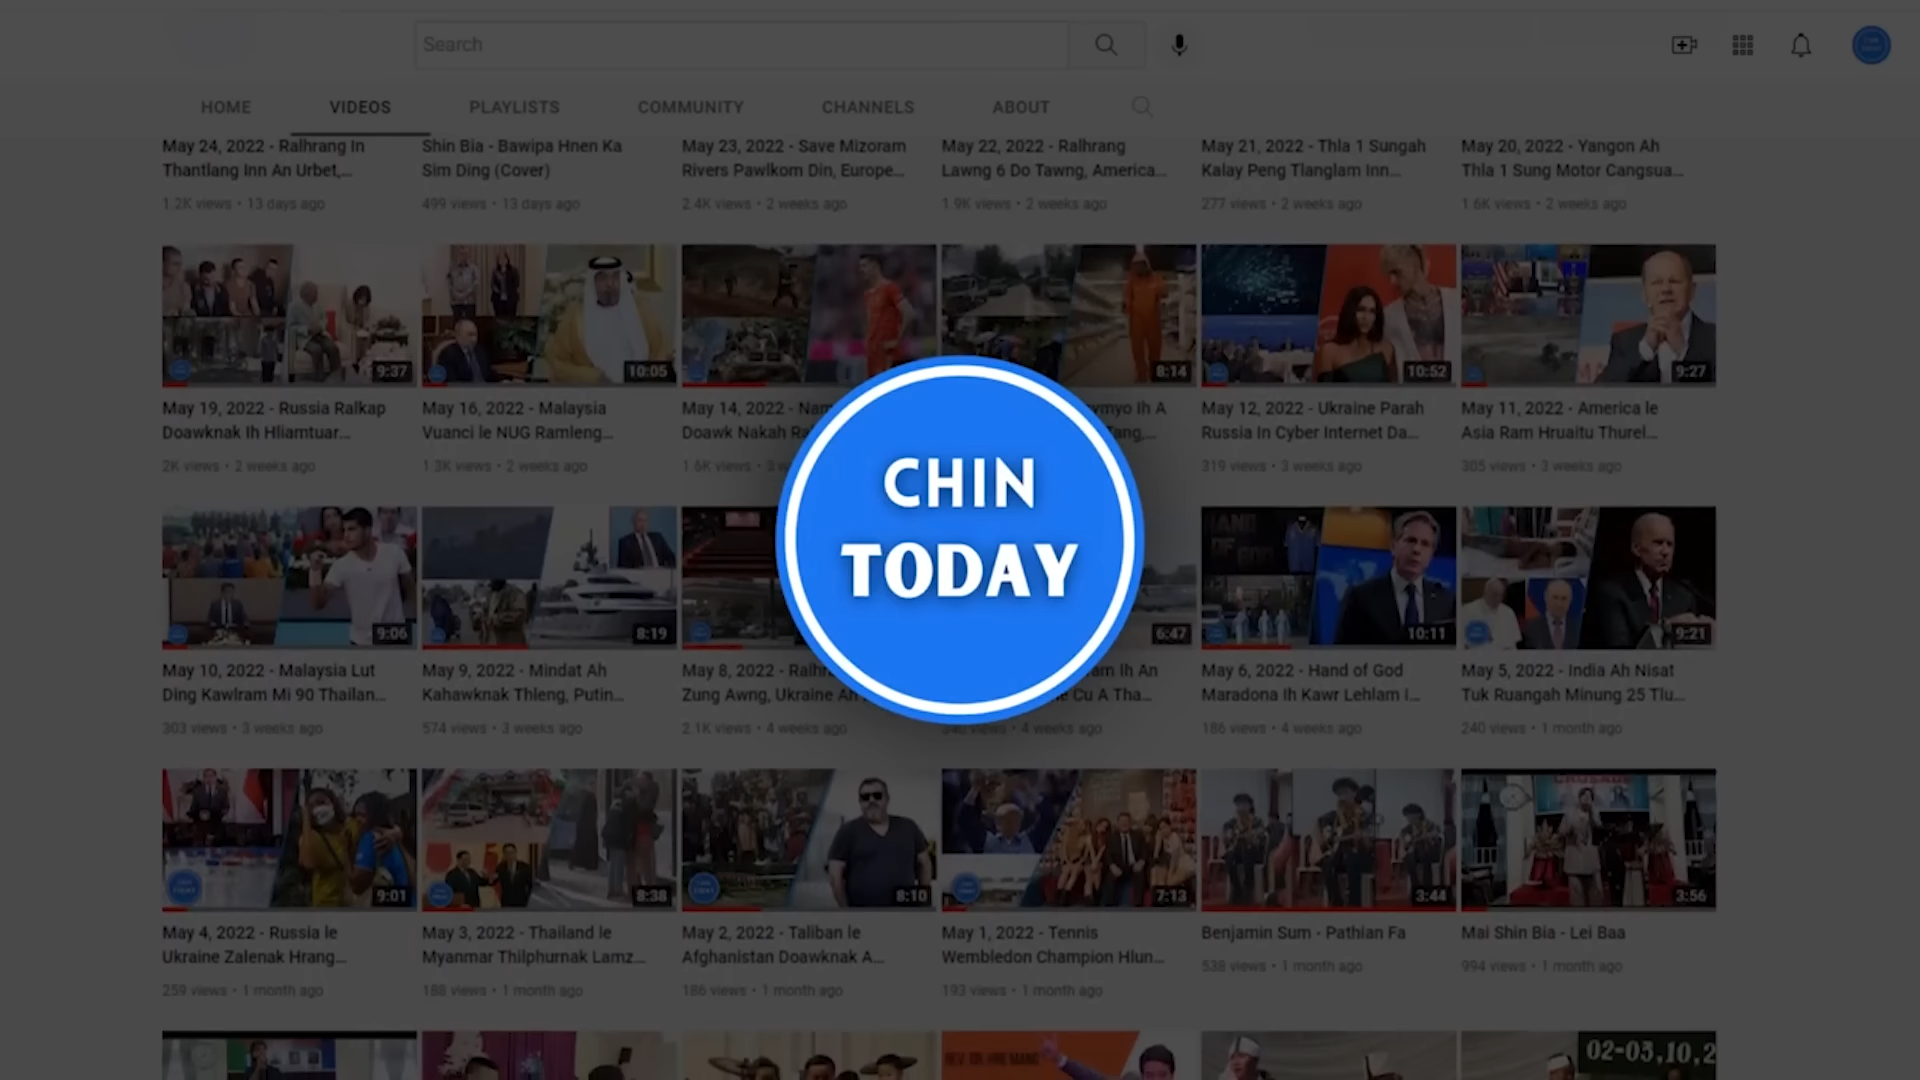 Search
HOME VIDEOS PLAYLISTS COMMUNITY CHANNELS ABOUT
May 24, 2022 - Ralhrang In
Thantlang Inn An Urbet,...
1.2K views • 13 days ago
Shin Bia - Bawipa Hnen Ka
Sim Ding (Cover)
499 views • 13 days ago
May 23, 2022 - Save Mizoram
Rivers Pawlkom Din, Europe...
2.4K views • 2 weeks ago
May 22, 2022 - Ralhrang
Lawng 6 Do Tawng, America...
1.9K views • 2 weeks ago
May 21, 2022 - Thla 1 Sungah
Kalay Peng Tlanglam Inn...
277 views • 2 weeks ago
May 20, 2022 - Yangon Ah
Thla 1 Sung Motor Cangsua...
1.6K views • 2 weeks ago
9:37
May 19, 2022 - Russia Ralkap
Doawknak Ih Hliamtuar...
2K views • 2 weeks ago
10:05
May 16, 2022 - Malaysia
Vuanci le NUG Ramleng...
1.3K views • 2 weeks ago
May 14, 2022 -
Doawk Nakah
1.6K views
8:14
Ih A
10:52
May 12, 2022 - Ukraine Parah
Russia In Cyber Internet Da...
319 views • 3 weeks ago
9:27
May 11, 2022 - America le
Asia Ram Hruaitu Thurel...
305 views • 3 weeks ago
CHIN
TODAY
9:06
May 10, 2022 - Malaysia Lut
Ding Kawlram Mi 90 Thailan...
303 views • 3 weeks ago
8:19
May 9, 2022 - Mindat Ah
Kahawknak Thleng, Putin...
574 views • 3 weeks ago
May 8, 2022 -
Zung Awng, Ukraine
2.1K views • 4 weeks ago
6:47
Ih An
Cu A Tha...
4 weeks ago
10:11
May 6, 2022 - Hand of God
Maradona Ih Kawr Lehlam I...
186 views • 4 weeks ago
9:21
May 5, 2022 - India Ah Nisat
Tuk Ruangah Minung 25 Tlu...
240 views • 1 month ago
9:01
May 4, 2022 - Russia le
Ukraine Zalenak Hrang...
259 views • 1 month ago
8:38
May 3, 2022 - Thailand le
Myanmar Thilphurnak Lamz...
188 views • 1 month ago
8:10
May 2, 2022 - Taliban le
Afghanistan Doawknak A...
186 views • 1 month ago
7:13
May 1, 2022 - Tennis
Wembledon Champion Hlun...
193 views • 1 month ago
3:44
Benjamin Sum - Pathian Fa
538 views • 1 month ago
3:56
Mai Shin Bia - Lei Baa
994 views • 1 month ago
02-03,10,2